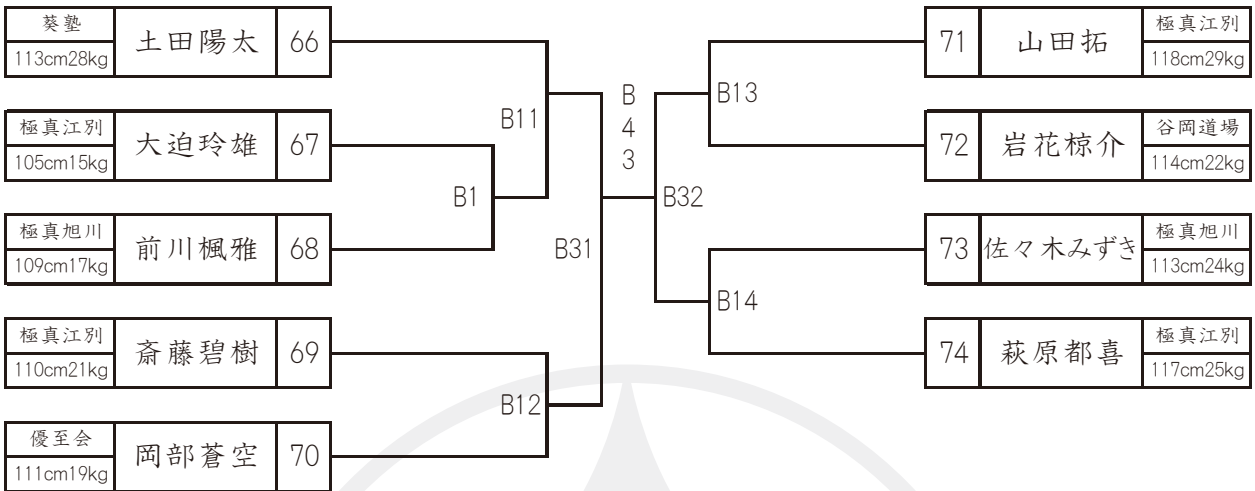 葵塾
113cm28kg
土田陽太
66
極真江別
105cm15kg
大迫玲雄
67
極真旭川
109cm17kg
前川楓雅
68
極真江別
110cm21kg
斎藤碧樹
69
優至会
111cm19kg
岡部蒼空
70
B11
B1
B12
B31
B
4
3
B32
B13
B14
71
山田拓
極真江別
118cm29kg
72
岩花椋介
谷岡道場
114cm22kg
73
佐々木みずき
極真旭川
113cm24kg
74
萩原都喜
極真江別
117cm25kg